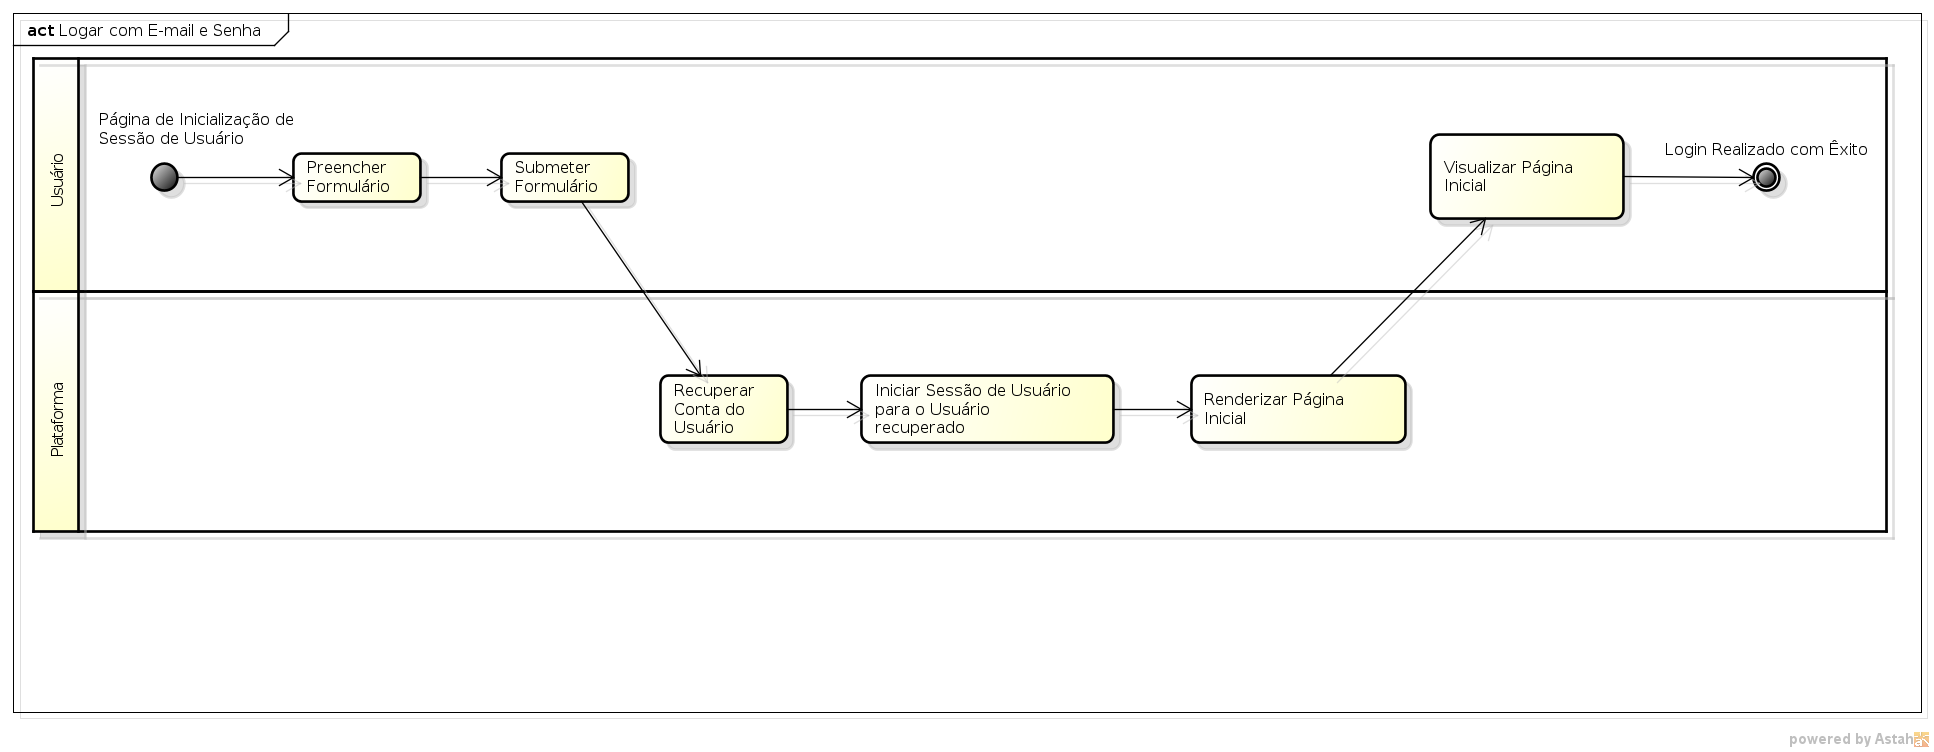 act Logar com E-mail e Senha
Usuário
Página de Inicialização de
Sessão de Usuário
Preencher
Formulário
Submeter
Formulário
Visualizar Página
Inicial
Login Realizado com Êxito
Plataforma
Recuperar
Conta do
Usuário
Iniciar Sessão de Usuário
para o Usuário
recuperado
Renderizar Página
Inicial
powered by Astah